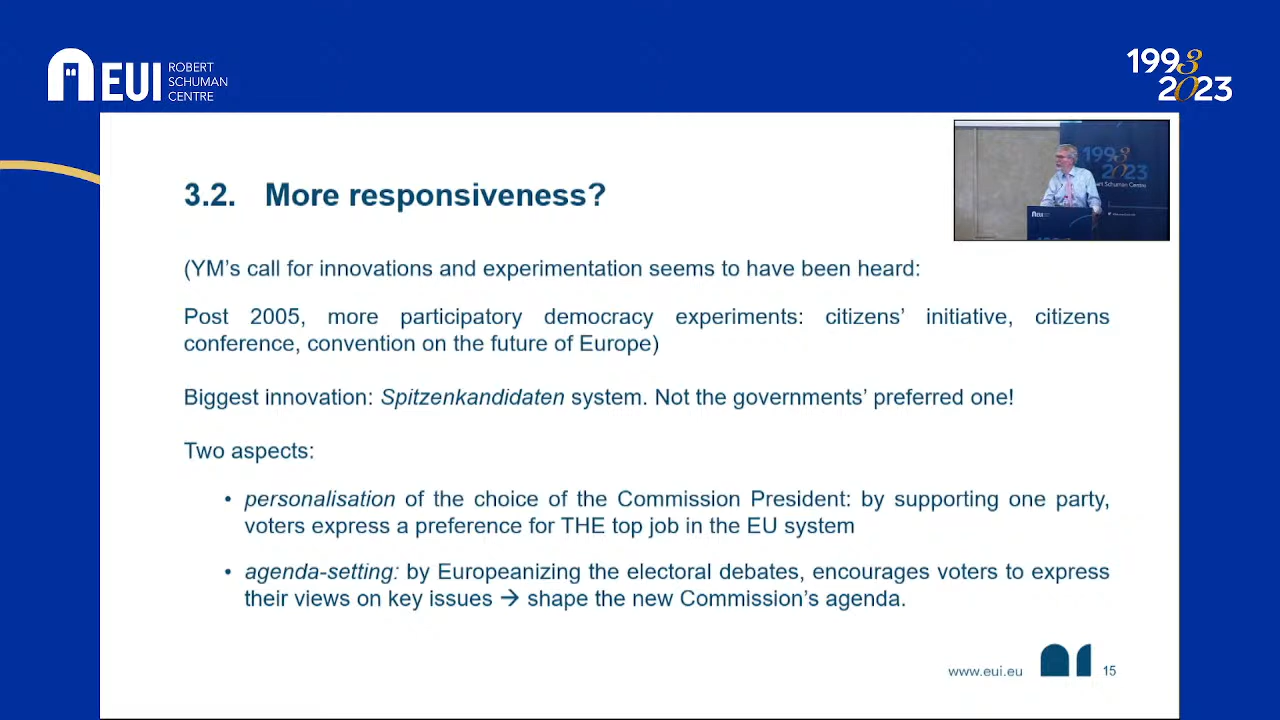 EUI
ROBERT
SCHUMAN
CENTRE
1993
2023
3.2. More responsiveness?
1993
2023
Schuman Centre
(YM's call for innovations and experimentation seems to have been heard:
Post 2005, more participatory democracy experiments: citizens' initiative, citizens
conference, convention on the future of Europe)
Biggest innovation: Spitzenkandidaten system. Not the governments' preferred one!
Two aspects:
• personalisation of the choice of the Commission President: by supporting one party,
voters express a preference for THE top job in the EU system
• agenda-setting: by Europeanizing the electoral debates, encourages voters to express
their views on key issues → shape the new Commission's agenda.
www.eui.eu
15